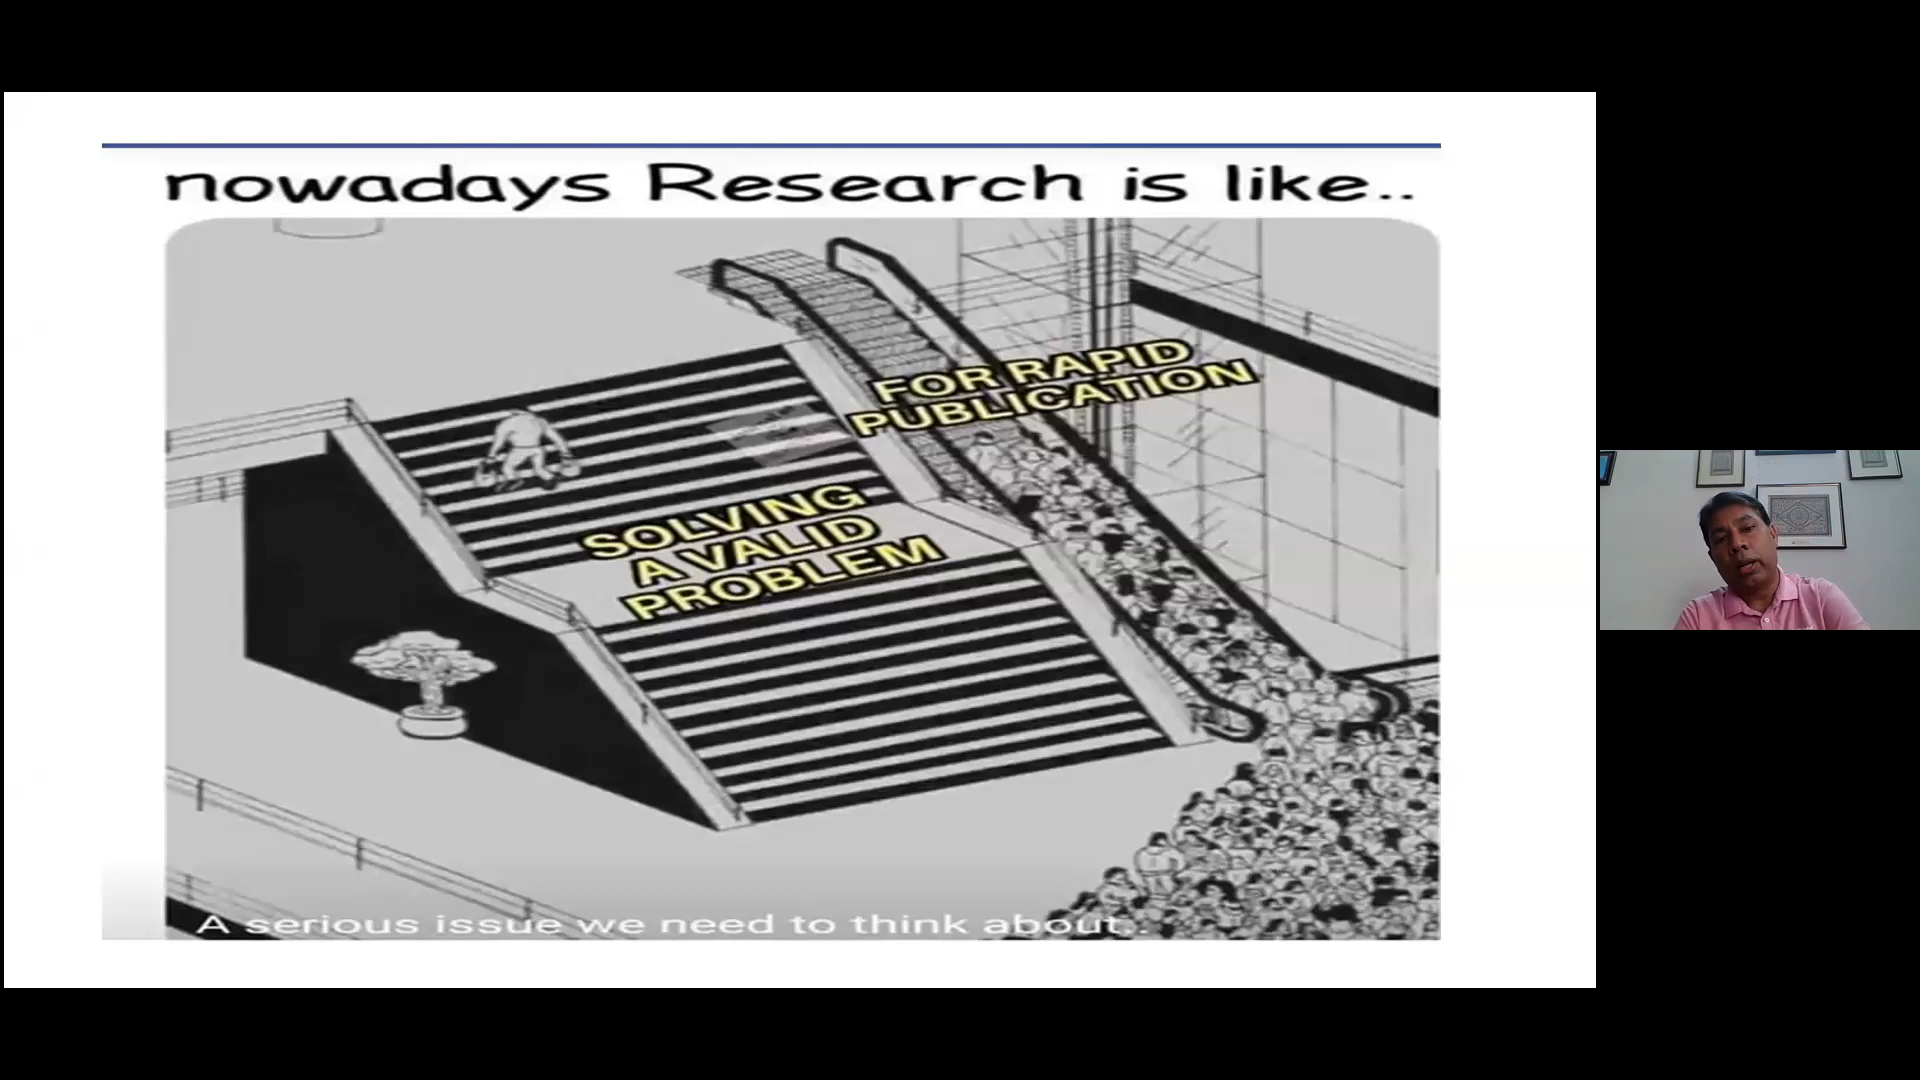 nowadays Research is like..
FOR RAPID
PUBLICATION
SOLVING
A VALID
PROBLEM
A serious issue we need to think about..